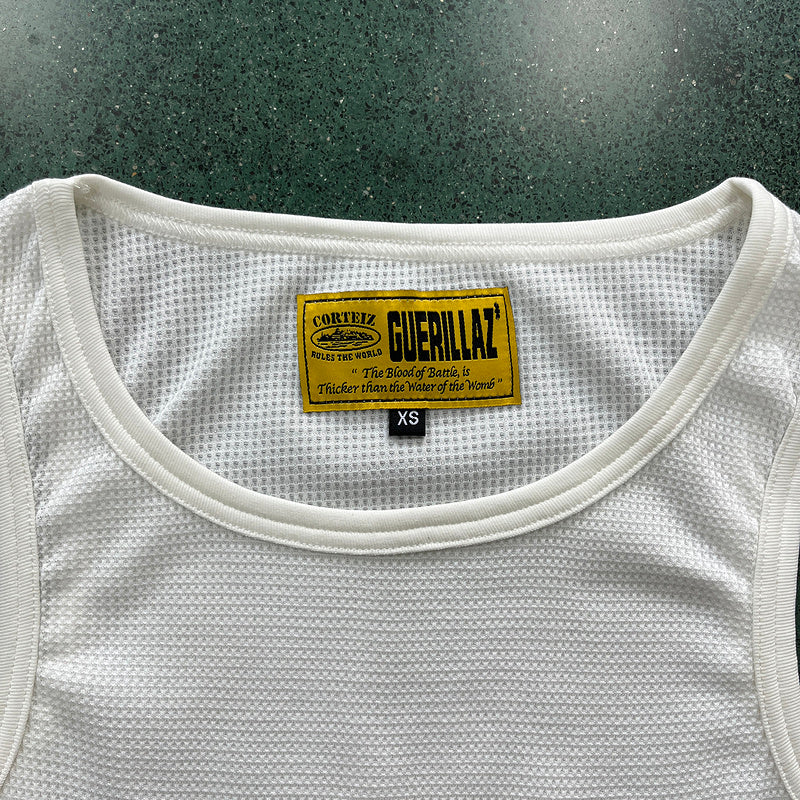 CORTEIZ
RULES THE WORLD
GUERILLAZ
" The Blood of Battle, is
Thicker than the Water of the Womb "
XS